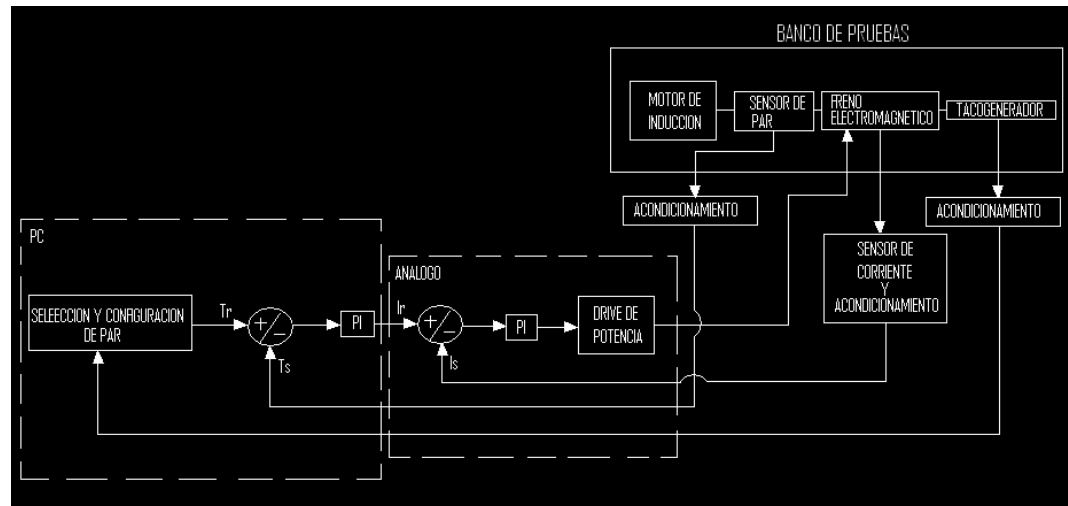 BANCO DE PRUEBAS
MOTOR DE
INDUCCION
SENSOR DE
PAR
FRENO
ELECTROMAGNETICO
TACOGENERADOR
ACONDICIONAMIENTO
ACONDICIONAMIENTO
SENSOR DE
CORRIENTE
Y
ACONDICIONAMIENTO
PC
SELEECCION Y CONFIGURACION
DE PAR
Tr
+/-
Ts
PI
ANALOGO
Ir
+/-
Is
PI
DRIVE DE
POTENCIA